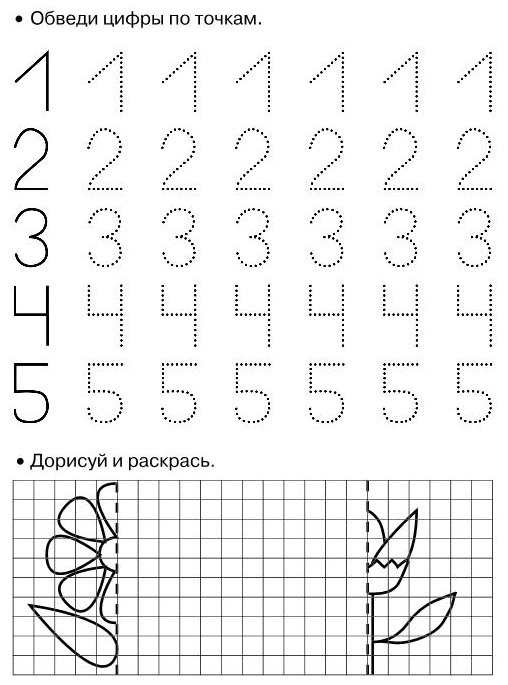 • Обведи цифры по точкам.
1 1 1 1 1 1 1
2 2 2 2 2 2 2
3 3 3 3 3 3 3
4 4 4 4 4 4 4
5 5 5 5 5 5 5
• Дорисуй и раскрась.